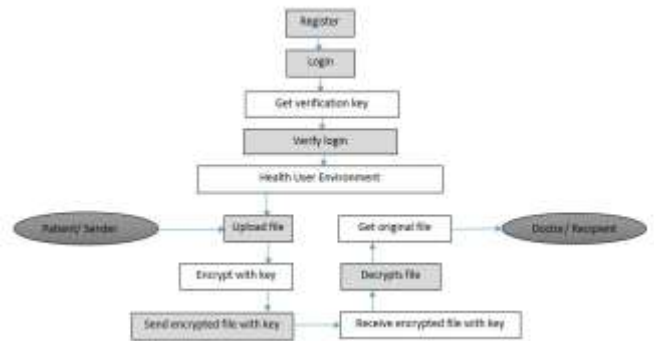 Register
Login
Get verification key
Verify login
Health User Environment
Patient/ Sender
Upload file
Get original file
Doctor/ Recipient
Encrypt with key
Decrypts file
Send encrypted file with key
Receive encrypted file with key